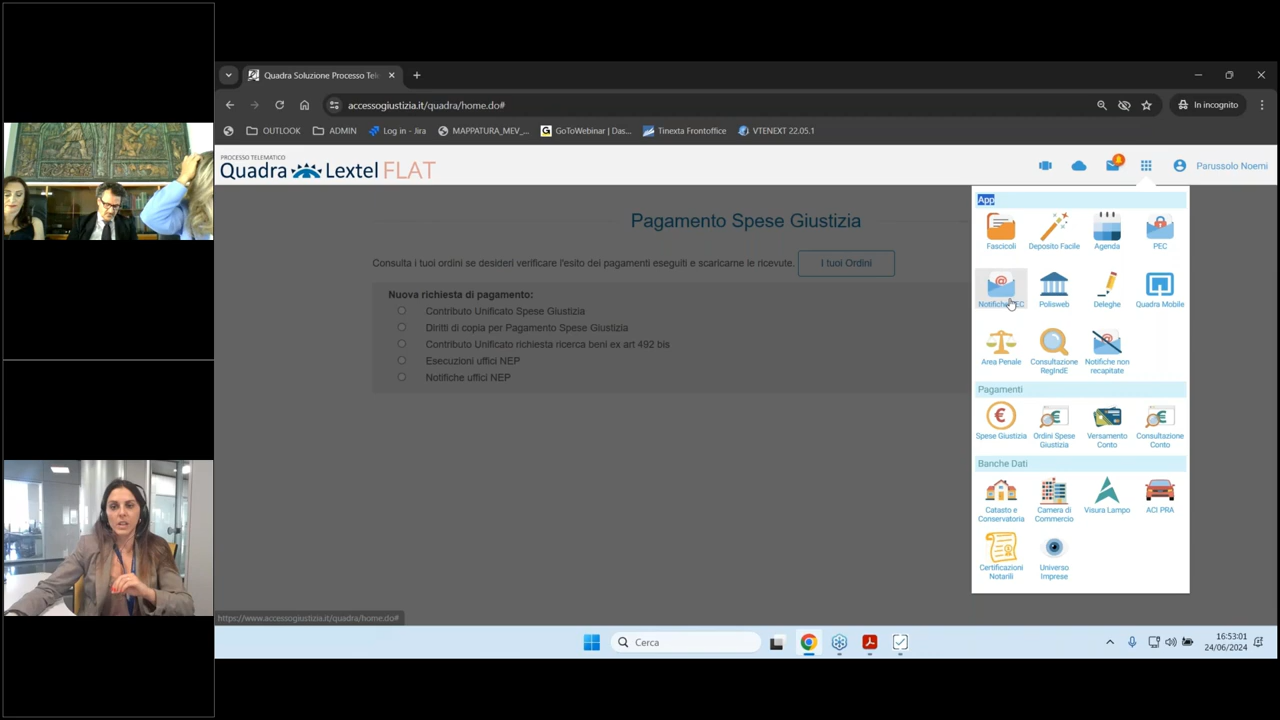 Quadra Soluzione Processo Tel
accessogiustizia.it/quadra/home.do#
In incognito
OUTLOOK
ADMIN
Log in - Jira
MAPPATURA_MEV_...
GoToWebinar | Das...
Tinexta Frontoffice
VTENEXT 22.05.1
PROCESSO TELEMATICO
Quadra Lextel FLAT
Parussolo Noemi
Pagamento Spese Giustizia
Consulta i tuoi ordini se desideri verificare l'esito dei pagamenti eseguiti e scaricarne le ricevute.
I tuoi Ordini
Nuova richiesta di pagamento:
Contributo Unificato Spese Giustizia
Diritti di copia per Pagamento Spese Giustizia
Contributo Unificato richiesta ricerca beni ex art 492 bis
Esecuzioni uffici NEP
Notifiche uffici NEP
App
Fascicoli
Deposito Facile
Agenda
PEC
Polisweb
Deleghe
Quadra Mobile
Area Penale
Consultazione RegIndE
Notifiche non recapitate
Pagamenti
Spese Giustizia
Ordini Spese Giustizia
Versamento Conto
Consultazione Conto
Banche Dati
Catasto e Conservatoria
Camera di Commercio
Visura Lampo
ACI PRA
Certificazioni Notarili
Universo Imprese
https://www.accessogiustizia.it/quadra/home.do#
Cerca
16:53:01
24/06/2024